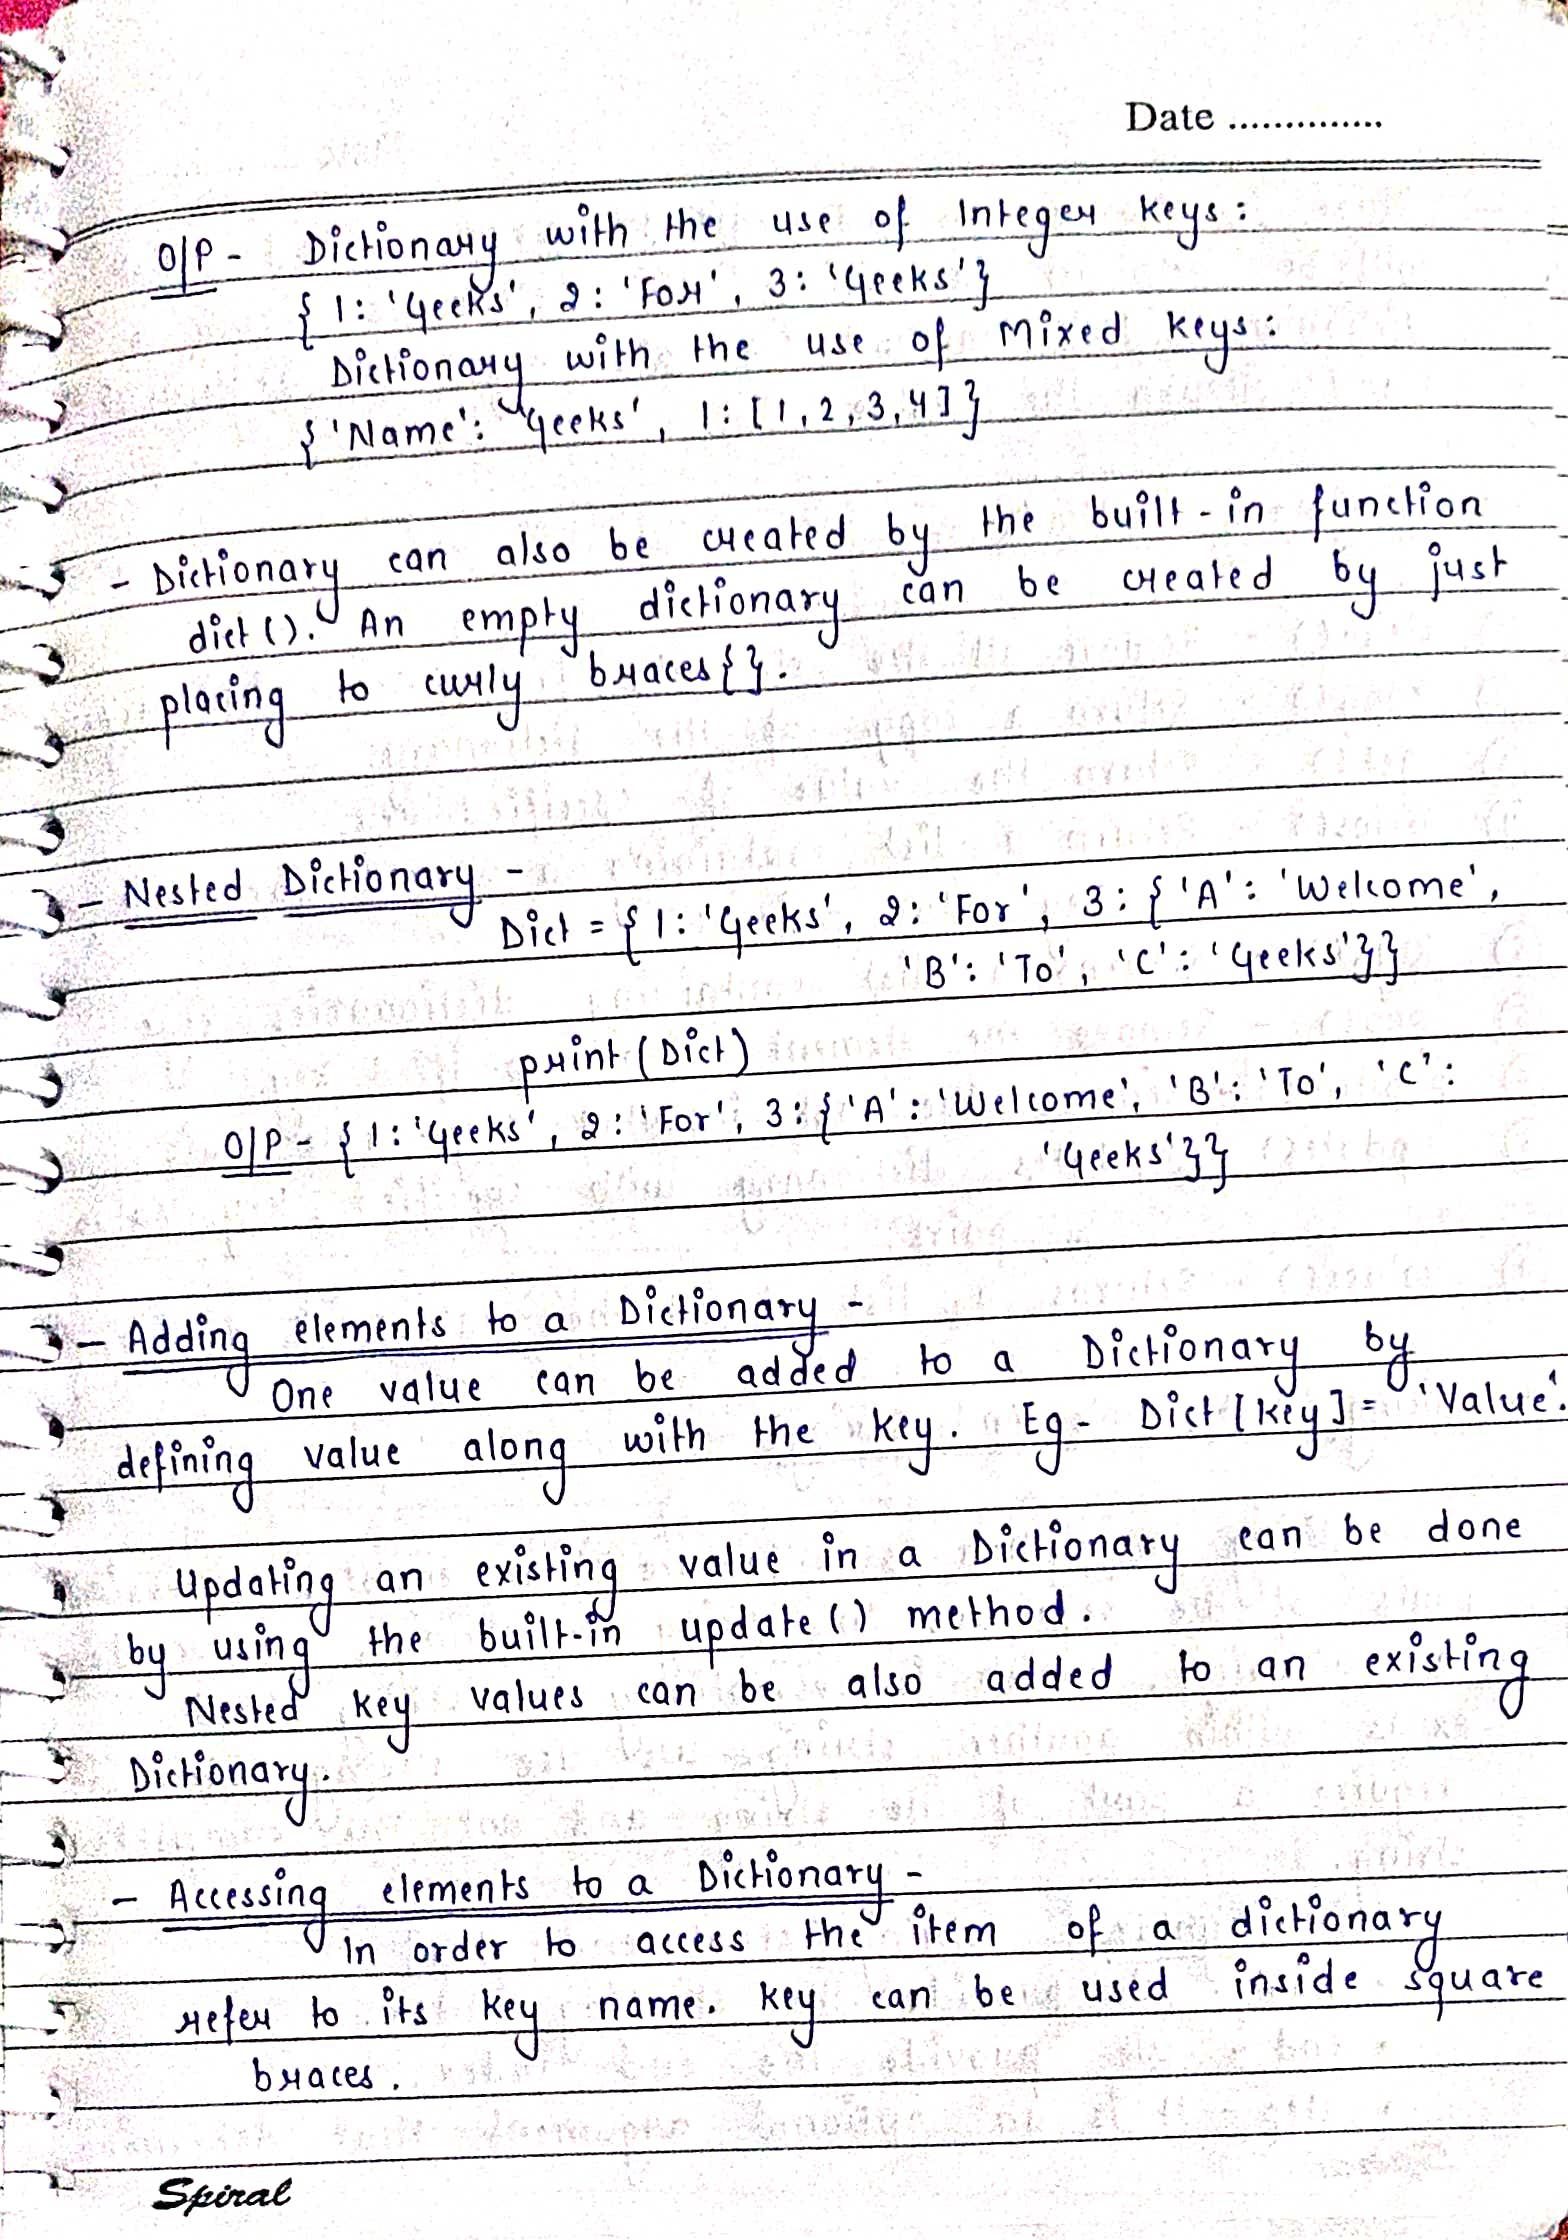 Date ..............
O/P - Dictionary with the use of Integer keys:
{ 1: 'Geeks', 2: 'For', 3: 'Geeks'}
Dictionary with the use of Mixed keys:
{'Name': 'Geeks', 1: [1, 2, 3, 4]}
- Dictionary can also be created by the built-in function
dict(). An empty dictionary can be created by just
placing to curly braces{}.
- Nested Dictionary -
Dict = { 1: 'Geeks', 2: 'For', 3: { 'A': 'Welcome',
'B': 'To', 'C': 'Geeks'}}
print (Dict)
O/P - { 1: 'Geeks', 2: 'For', 3: { 'A': 'Welcome', 'B': 'To', 'C':
'Geeks'}}
- Adding elements to a Dictionary -
One value can be added to a Dictionary by
defining value along with the key. Eg - Dict [key] = 'Value'.
Updating an existing value in a Dictionary can be done
by using the built-in update () method.
Nested key values can be also added to an existing
Dictionary.
- Accessing elements to a Dictionary -
In order to access the item of a dictionary
refer to its key name. Key can be used inside square
braces.
Spiral